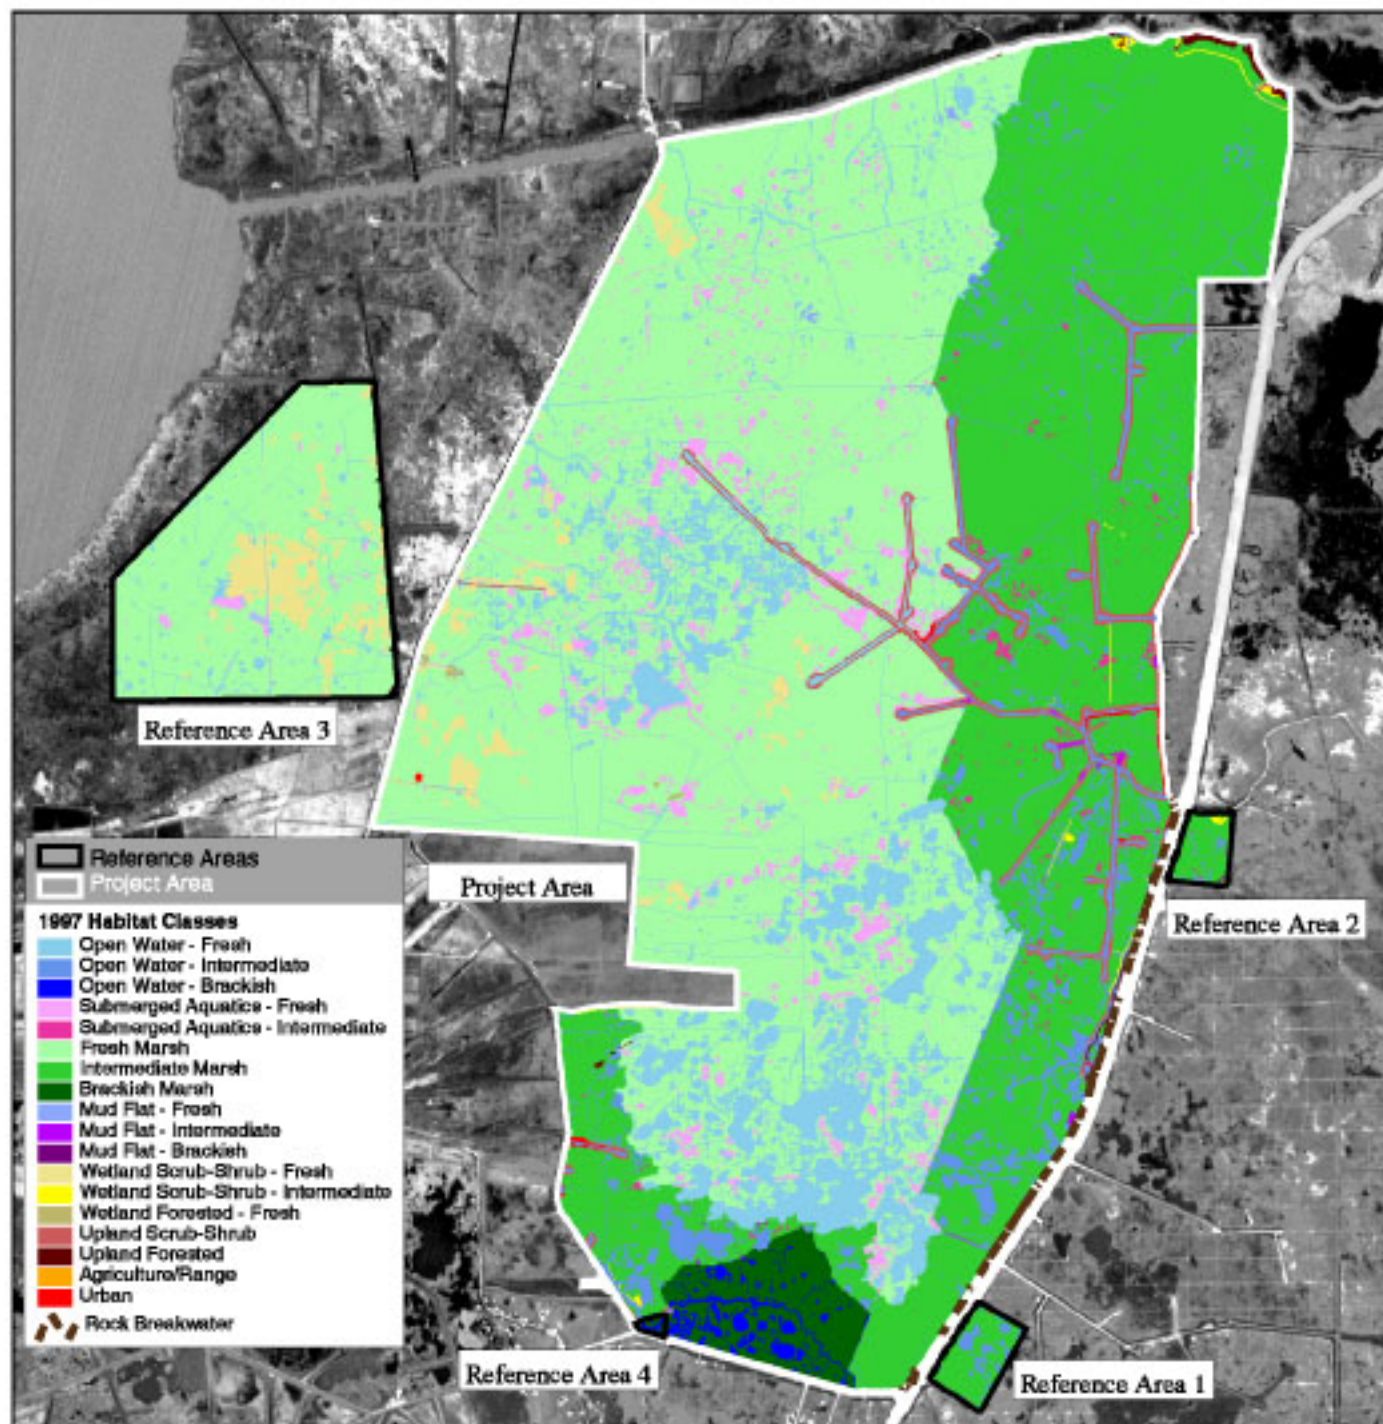 Reference Area 3
Reference Areas
Project Area
Project Area
1997 Habitat Classes
Open Water - Fresh
Open Water - Intermediate
Open Water - Brackish
Submerged Aquatics - Fresh
Submerged Aquatics - Intermediate
Fresh Marsh
Intermediate Marsh
Brackish Marsh
Mud Flat - Fresh
Mud Flat - Intermediate
Mud Flat - Brackish
Wetland Scrub-Shrub - Fresh
Wetland Scrub-Shrub - Intermediate
Wetland Forested - Fresh
Upland Scrub-Shrub
Upland Forested
Agriculture/Range
Urban
Rock Breakwater
Reference Area 2
Reference Area 4
Reference Area 1